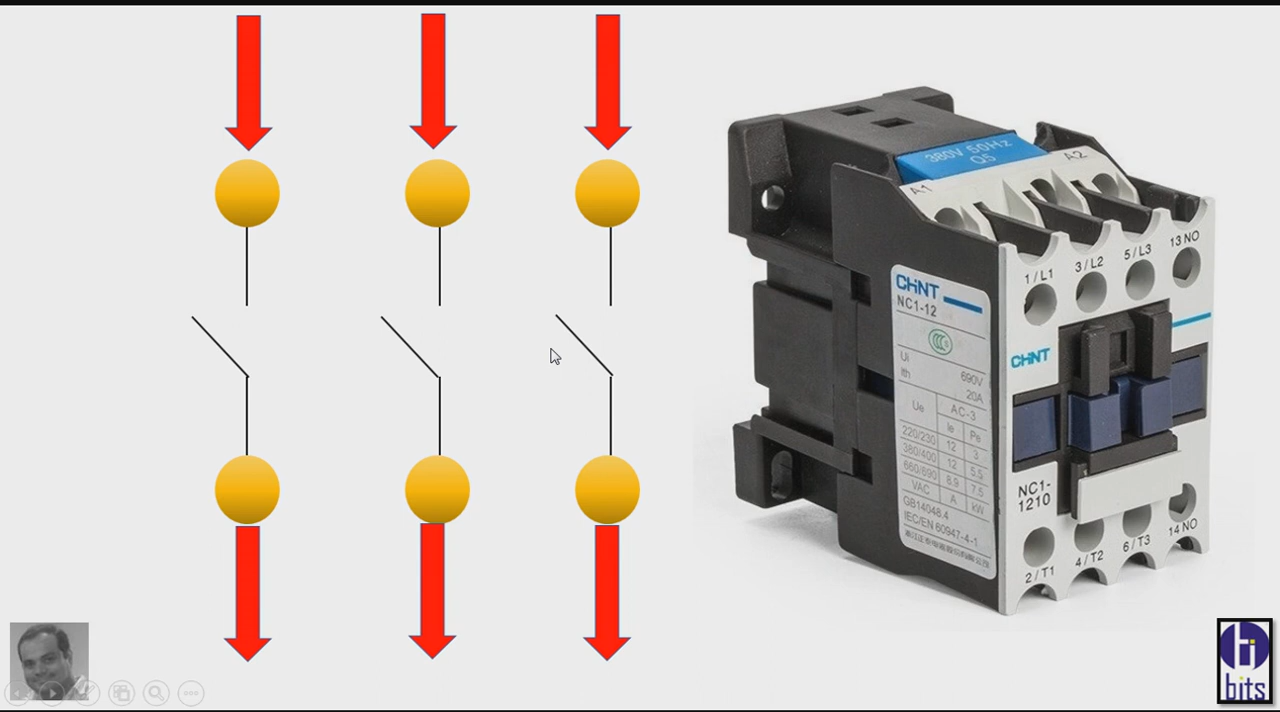 380V 50Hz
Q5
A1
A2
1 / L1
3 / L2
5 / L3
13 NO
CHNT
NC1-12
CCC
Ui
690V
Ith
20A
Ue
AC-3
Ie
Pe
220/230
12
3
380/400
12
5.5
660/690
8.9
7.5
VAC
A
kW
GB14048.4
IEC/EN 60947-4-1
CHNT
NC1-
1210
2 / T1
4 / T2
6 / T3
14 NO
bits